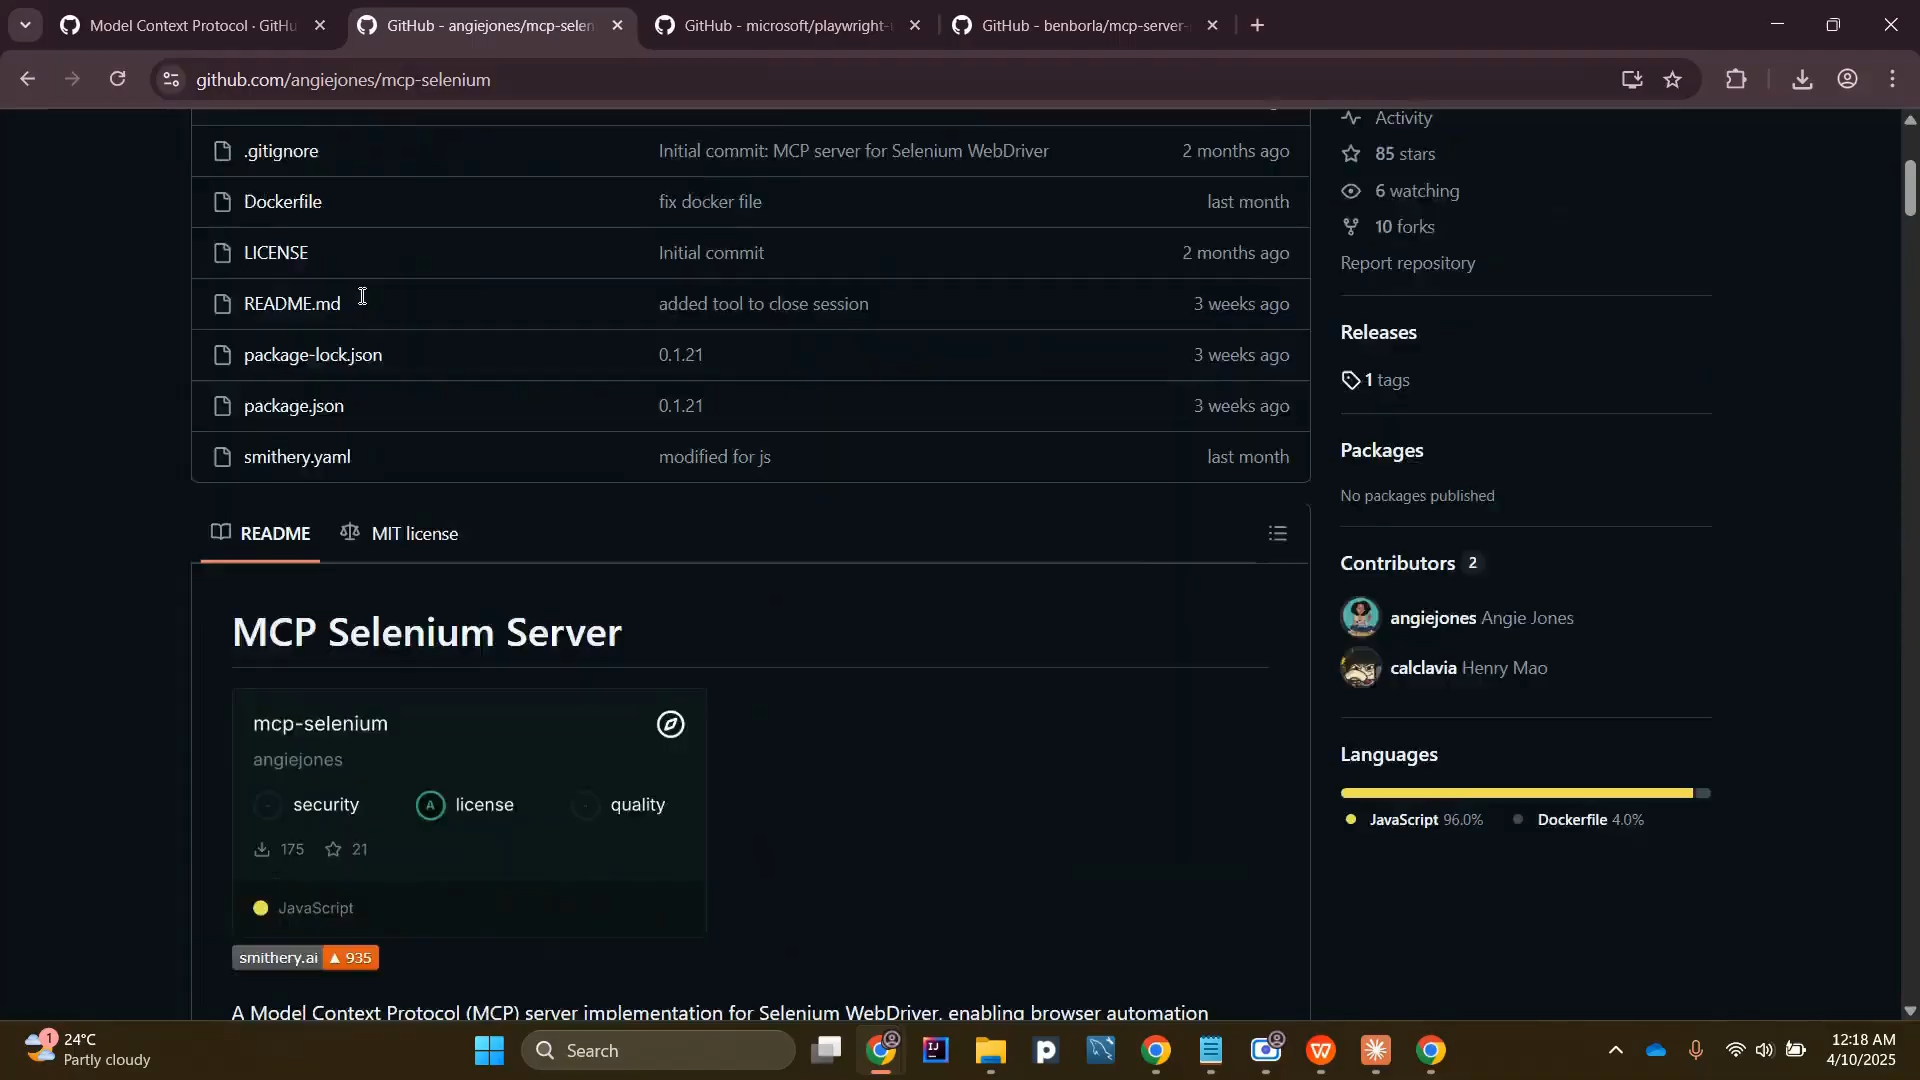 Model Context Protocol · GitHu
GitHub - angiejones/mcp-selen
GitHub - microsoft/playwright-
GitHub - benborla/mcp-server-
github.com/angiejones/mcp-selenium
.gitignore Initial commit: MCP server for Selenium WebDriver 2 months ago
Dockerfile fix docker file last month
LICENSE Initial commit 2 months ago
README.md added tool to close session 3 weeks ago
package-lock.json 0.1.21 3 weeks ago
package.json 0.1.21 3 weeks ago
smithery.yaml modified for js last month
README MIT license
MCP Selenium Server
mcp-selenium
angiejones
security A license quality
175 21
JavaScript
smithery.ai ▲ 935
A Model Context Protocol (MCP) server implementation for Selenium WebDriver, enabling browser automation
Activity
85 stars
6 watching
10 forks
Report repository
Releases
1 tags
Packages
No packages published
Contributors 2
angiejones Angie Jones
calclavia Henry Mao
Languages
JavaScript 96.0% Dockerfile 4.0%
1
24°C
Partly cloudy
Search
12:18 AM
4/10/2025